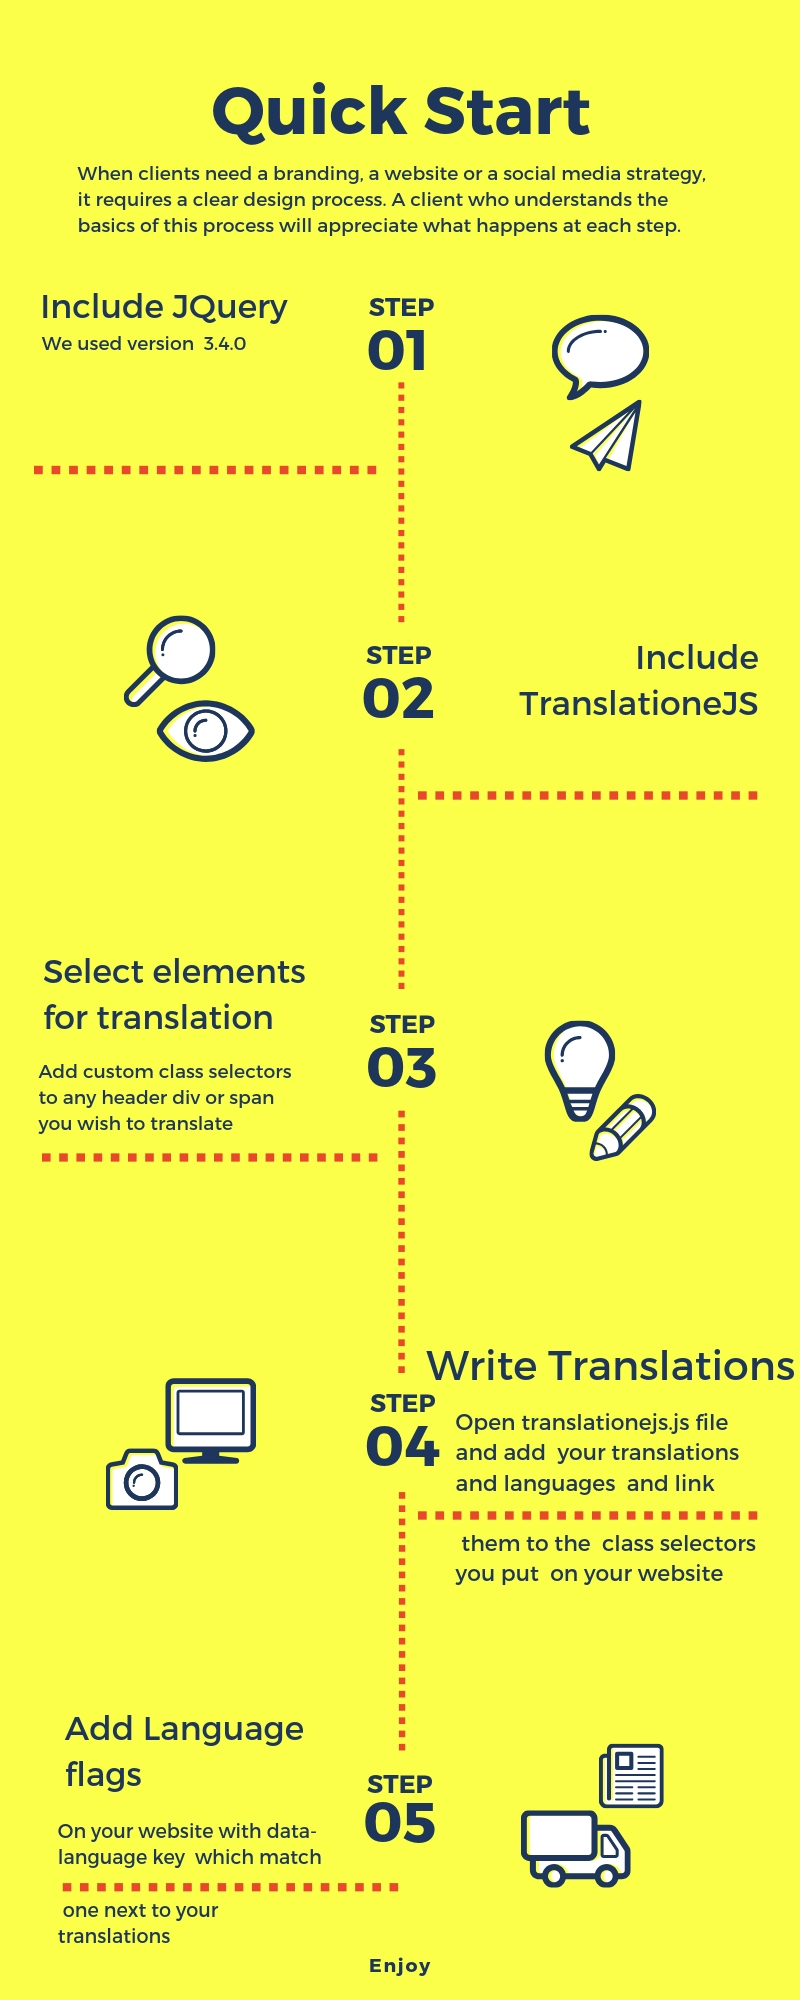 Quick Start
When clients need a branding, a website or a social media strategy,
it requires a clear design process. A client who understands the
basics of this process will appreciate what happens at each step.
Include JQuery
We used version  3.4.0
STEP
01
STEP
02
Include
TranslationeJS
Select elements
for translation
Add custom class selectors
to any header div or span
you wish to translate
STEP
03
Write Translations
STEP
04
Open translationejs.js file
and add  your translations
and languages  and link
them to the  class selectors
you put  on your website
Add Language
flags
On your website with data-
language key  which match
one next to your
translations
STEP
05
Enjoy